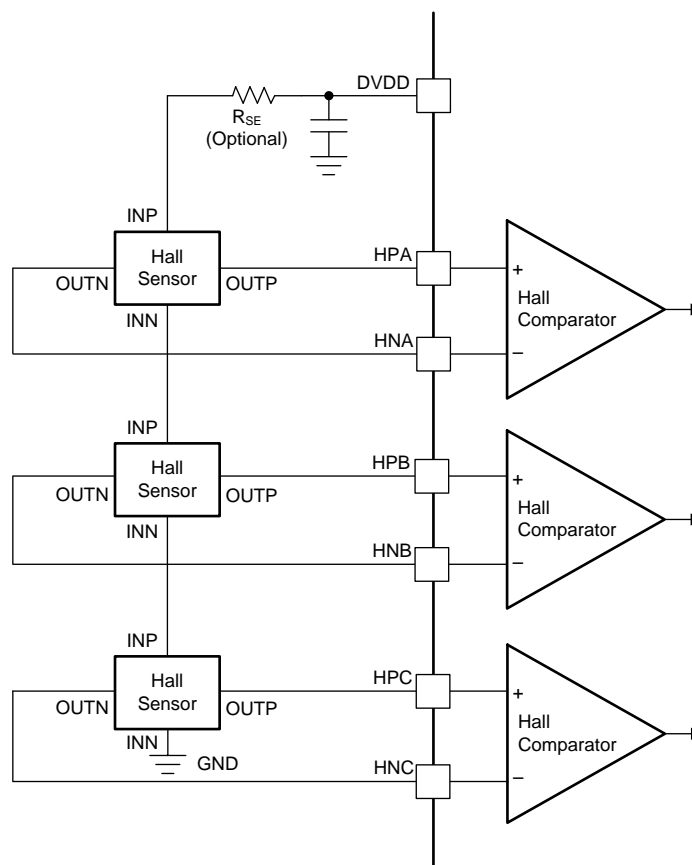 DVDD
RSE
(Optional)
INP
Hall
Sensor
OUTN
OUTP
INN
HPA
HNA
+
−
Hall
Comparator
INP
Hall
Sensor
OUTN
OUTP
INN
HPB
HNB
+
−
Hall
Comparator
INP
Hall
Sensor
OUTN
OUTP
INN
GND
HPC
HNC
+
−
Hall
Comparator